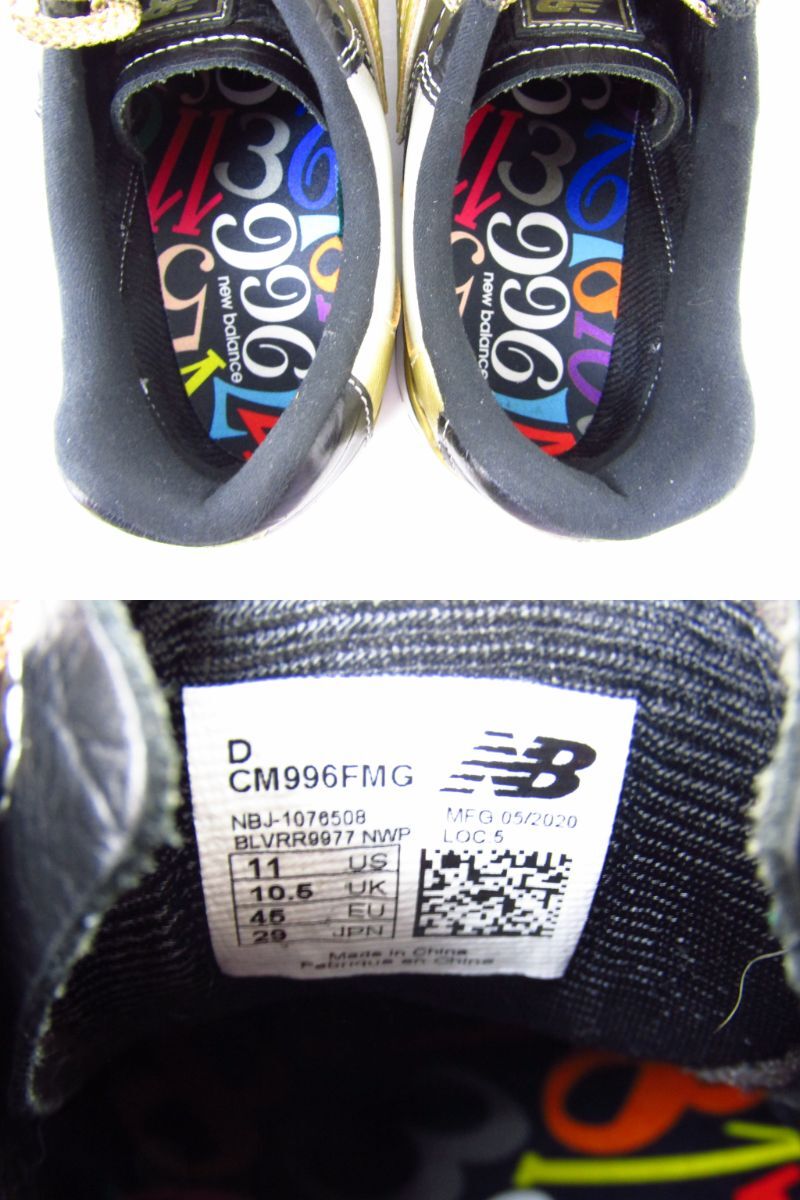 996
new balance
996
new balance
D
CM996FMG
NB
NBJ-1076508
MFG 05/2020
BLVRR9977 NWP
LOC 5
11 US
10.5 UK
45 EU
29 JPN
Made in China
Fabriqué en Chine